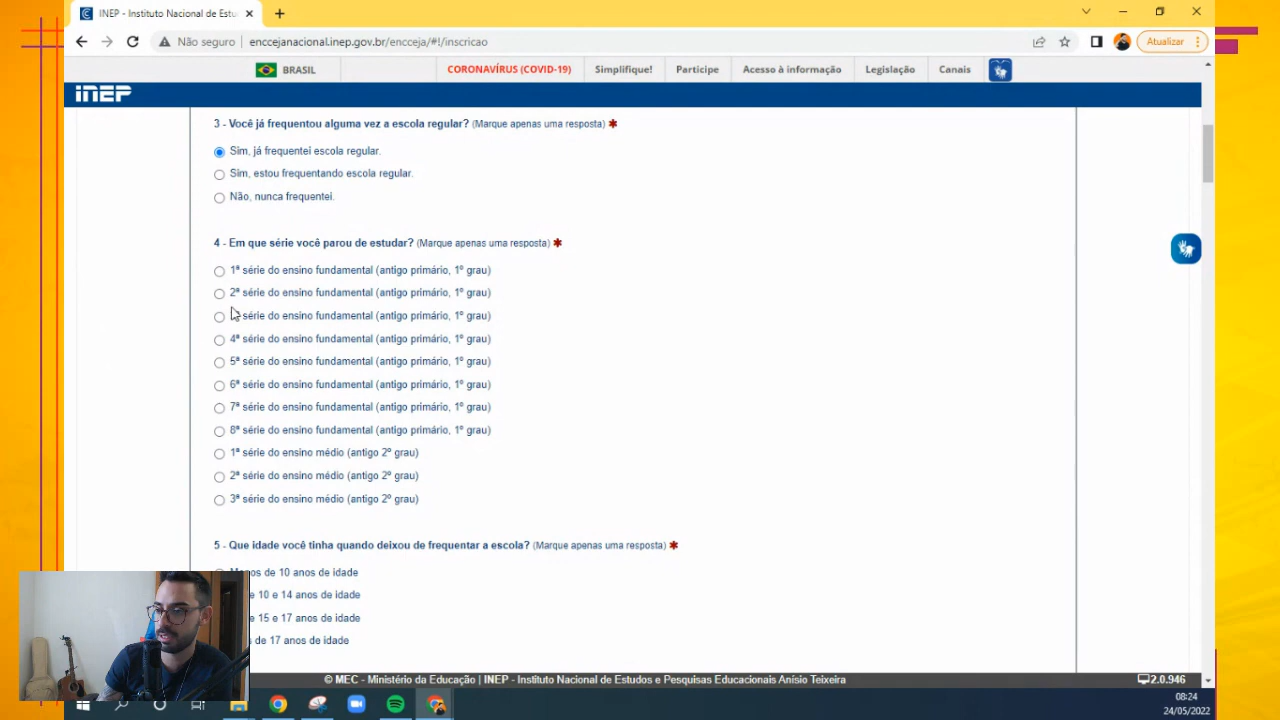 INEP - Instituto Nacional de Estu
Não seguro
enccejanacional.inep.gov.br/encceja/#!/inscricao
Atualizar
BRASIL
CORONAVÍRUS (COVID-19)
Simplifique!
Participe
Acesso à informação
Legislação
Canais
inep
3 - Você já frequentou alguma vez a escola regular? (Marque apenas uma resposta) *
Sim, já frequentei escola regular.
Sim, estou frequentando escola regular.
Não, nunca frequentei.
4 - Em que série você parou de estudar? (Marque apenas uma resposta) *
1ª série do ensino fundamental (antigo primário, 1º grau)
2ª série do ensino fundamental (antigo primário, 1º grau)
série do ensino fundamental (antigo primário, 1º grau)
4ª série do ensino fundamental (antigo primário, 1º grau)
5ª série do ensino fundamental (antigo primário, 1º grau)
6ª série do ensino fundamental (antigo primário, 1º grau)
7ª série do ensino fundamental (antigo primário, 1º grau)
8ª série do ensino fundamental (antigo primário, 1º grau)
1ª série do ensino médio (antigo 2º grau)
2ª série do ensino médio (antigo 2º grau)
3ª série do ensino médio (antigo 2º grau)
5 - Que idade você tinha quando deixou de frequentar a escola? (Marque apenas uma resposta) *
de 10 anos de idade
10 e 14 anos de idade
15 e 17 anos de idade
de 17 anos de idade
© MEC - Ministério da Educação | INEP - Instituto Nacional de Estudos e Pesquisas Educacionais Anísio Teixeira
2.0.946
08:24
24/05/2022